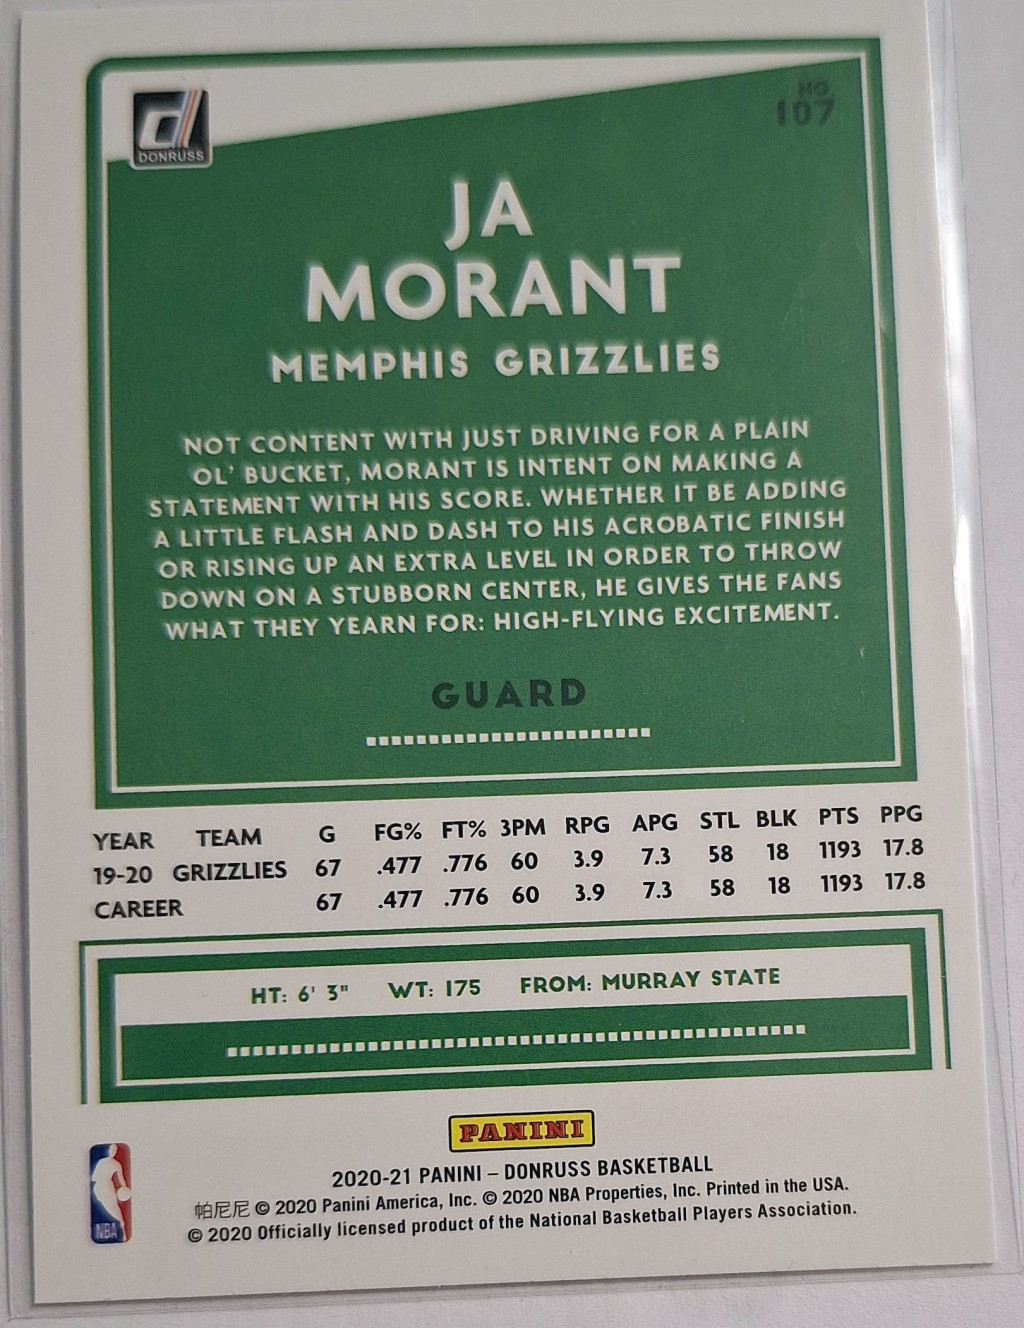 DONRUSS
NO.
107
JA
MORANT
MEMPHIS GRIZZLIES
NOT CONTENT WITH JUST DRIVING FOR A PLAIN
OL' BUCKET, MORANT IS INTENT ON MAKING A
STATEMENT WITH HIS SCORE. WHETHER IT BE ADDING
A LITTLE FLASH AND DASH TO HIS ACROBATIC FINISH
OR RISING UP AN EXTRA LEVEL IN ORDER TO THROW
DOWN ON A STUBBORN CENTER, HE GIVES THE FANS
WHAT THEY YEARN FOR: HIGH-FLYING EXCITEMENT.
GUARD
YEAR TEAM G FG% FT% 3PM RPG APG STL BLK PTS PPG
19-20 GRIZZLIES 67 .477 .776 60 3.9 7.3 58 18 1193 17.8
CAREER 67 .477 .776 60 3.9 7.3 58 18 1193 17.8
HT: 6' 3" WT: 175 FROM: MURRAY STATE
PANINI
2020-21 PANINI – DONRUSS BASKETBALL
帕尼尼 © 2020 Panini America, Inc. © 2020 NBA Properties, Inc. Printed in the USA.
© 2020 Officially licensed product of the National Basketball Players Association.
NBA